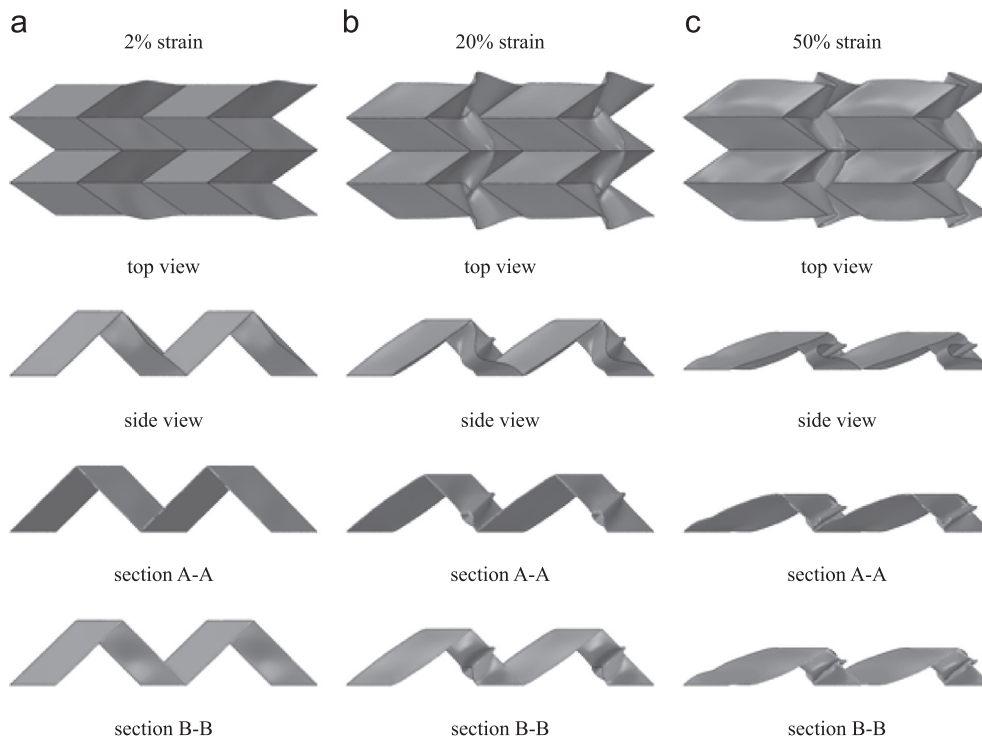 a
2% strain
b
20% strain
c
50% strain
top view
top view
top view
side view
side view
side view
section A-A
section A-A
section A-A
section B-B
section B-B
section B-B